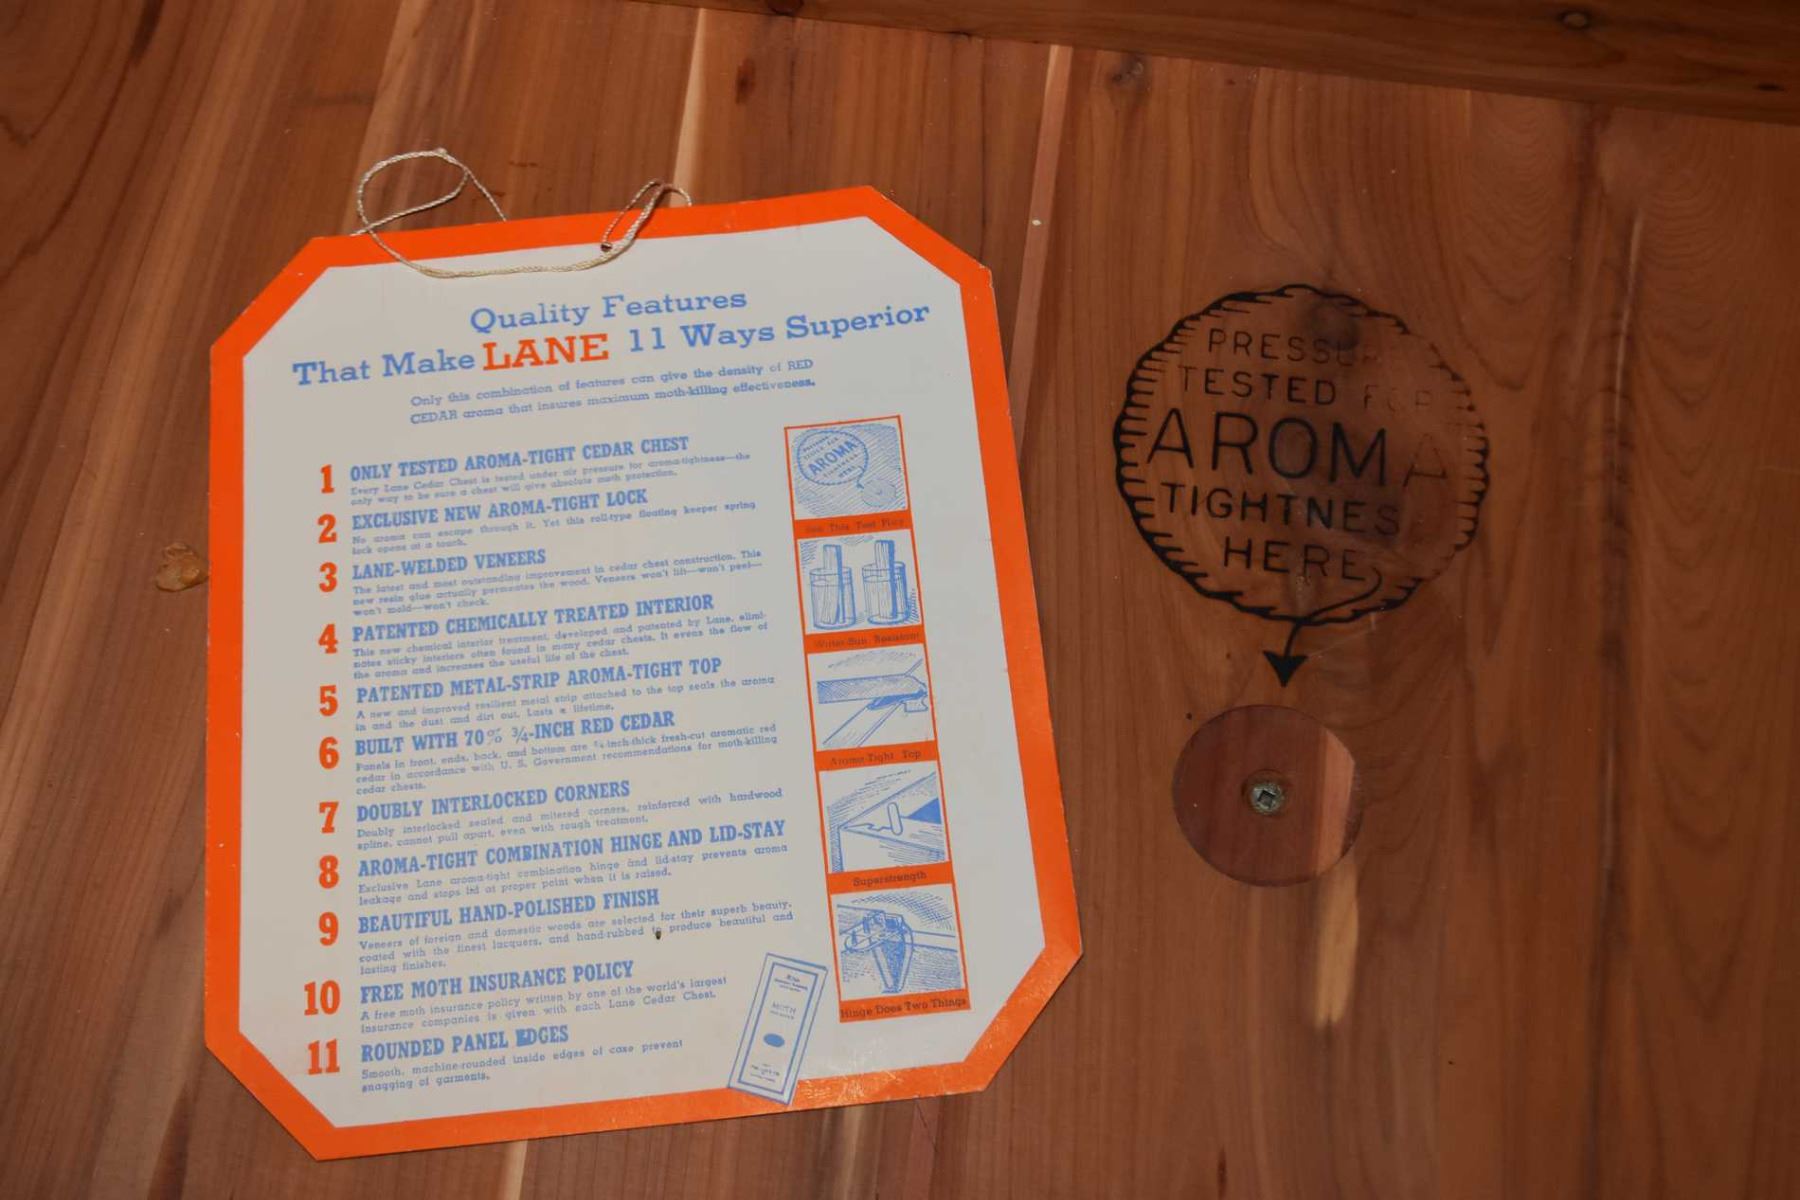 Quality Features
That Make LANE 11 Ways Superior
Only this combination of features can give the density of RED
CEDAR aroma that insures maximum moth-killing effectiveness.
1 ONLY TESTED AROMA-TIGHT CEDAR CHEST
Every Lane Cedar Chest is tested under air pressure for aroma-tightness—the
only way to be sure a chest will give absolute moth protection.
2 EXCLUSIVE NEW AROMA-TIGHT LOCK
No aroma can escape through it. Yet this roll-type floating keeper spring
lock opens at a touch.
3 LANE-WELDED VENEERS
The latest and most outstanding improvement in cedar chest construction. This
new resin glue actually permeates the wood. Veneers won't lift—won't peel—
won't mold—won't check.
4 PATENTED CHEMICALLY TREATED INTERIOR
This new chemical interior treatment, developed and patented by Lane, elimi-
nates sticky interiors often found in many cedar chests. It evens the flow of
the aroma and increases the useful life of the chest.
5 PATENTED METAL-STRIP AROMA-TIGHT TOP
A new and improved resilient metal strip attached to the top seals the aroma
in and the dust and dirt out. Lasts a lifetime.
6 BUILT WITH 70% ¾-INCH RED CEDAR
Panels in front, ends, back, and bottom are ¾-inch-thick fresh-cut aromatic red
cedar in accordance with U. S. Government recommendations for moth-killing
cedar chests.
7 DOUBLY INTERLOCKED CORNERS
Doubly interlocked sealed and mitered corners, reinforced with hardwood
spline, cannot pull apart, even with rough treatment.
8 AROMA-TIGHT COMBINATION HINGE AND LID-STAY
Exclusive Lane aroma-tight combination hinge and lid-stay prevents aroma
leakage and stops lid at proper point when it is raised.
9 BEAUTIFUL HAND-POLISHED FINISH
Veneers of foreign and domestic woods are selected for their superb beauty,
coated with the finest lacquers, and hand-rubbed to produce beautiful and
lasting finishes.
10 FREE MOTH INSURANCE POLICY
A free moth insurance policy written by one of the world's largest
insurance companies is given with each Lane Cedar Chest.
11 ROUNDED PANEL EDGES
Smooth, machine-rounded inside edges of case prevent
snagging of garments.
AROMA
See This Test Plug
Water-Sun Resistant
Aroma-Tight Top
Superstrength
Hinge Does Two Things
MOTH
PRESSU
TESTED FOR
AROMA
TIGHTNES
HERE